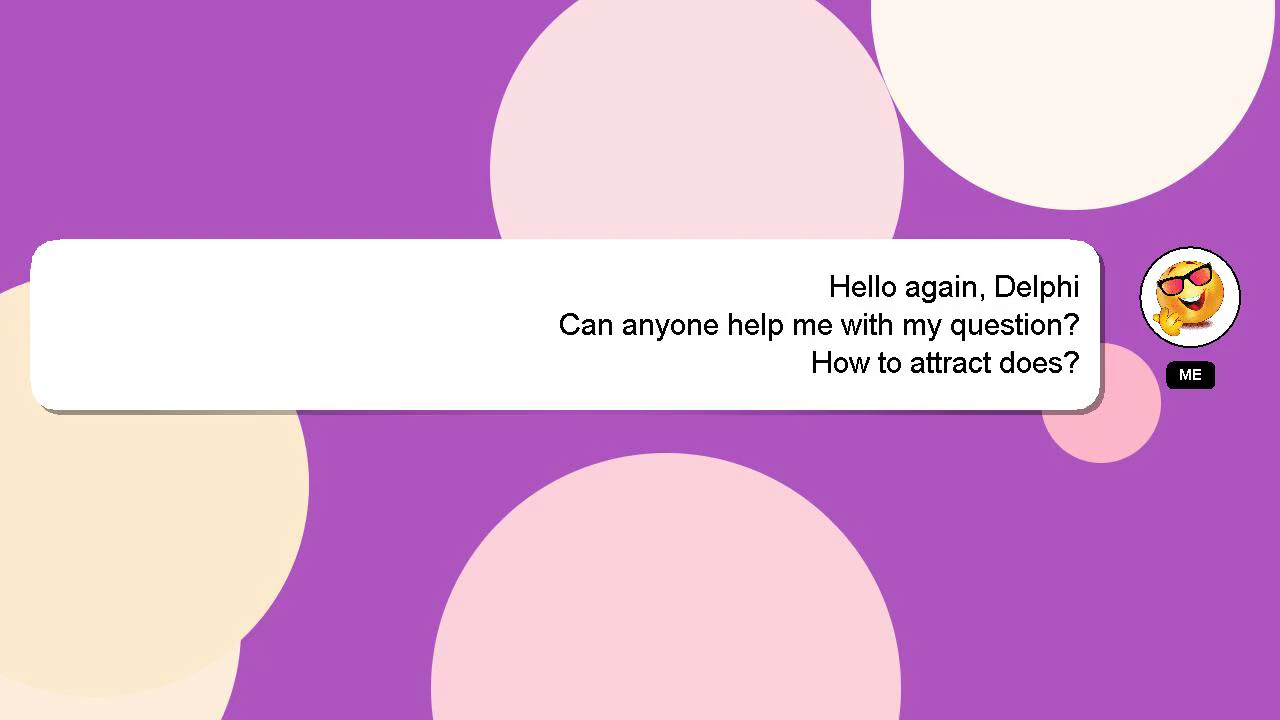 Hello again, Delphi
Can anyone help me with my question?
How to attract does?
ME